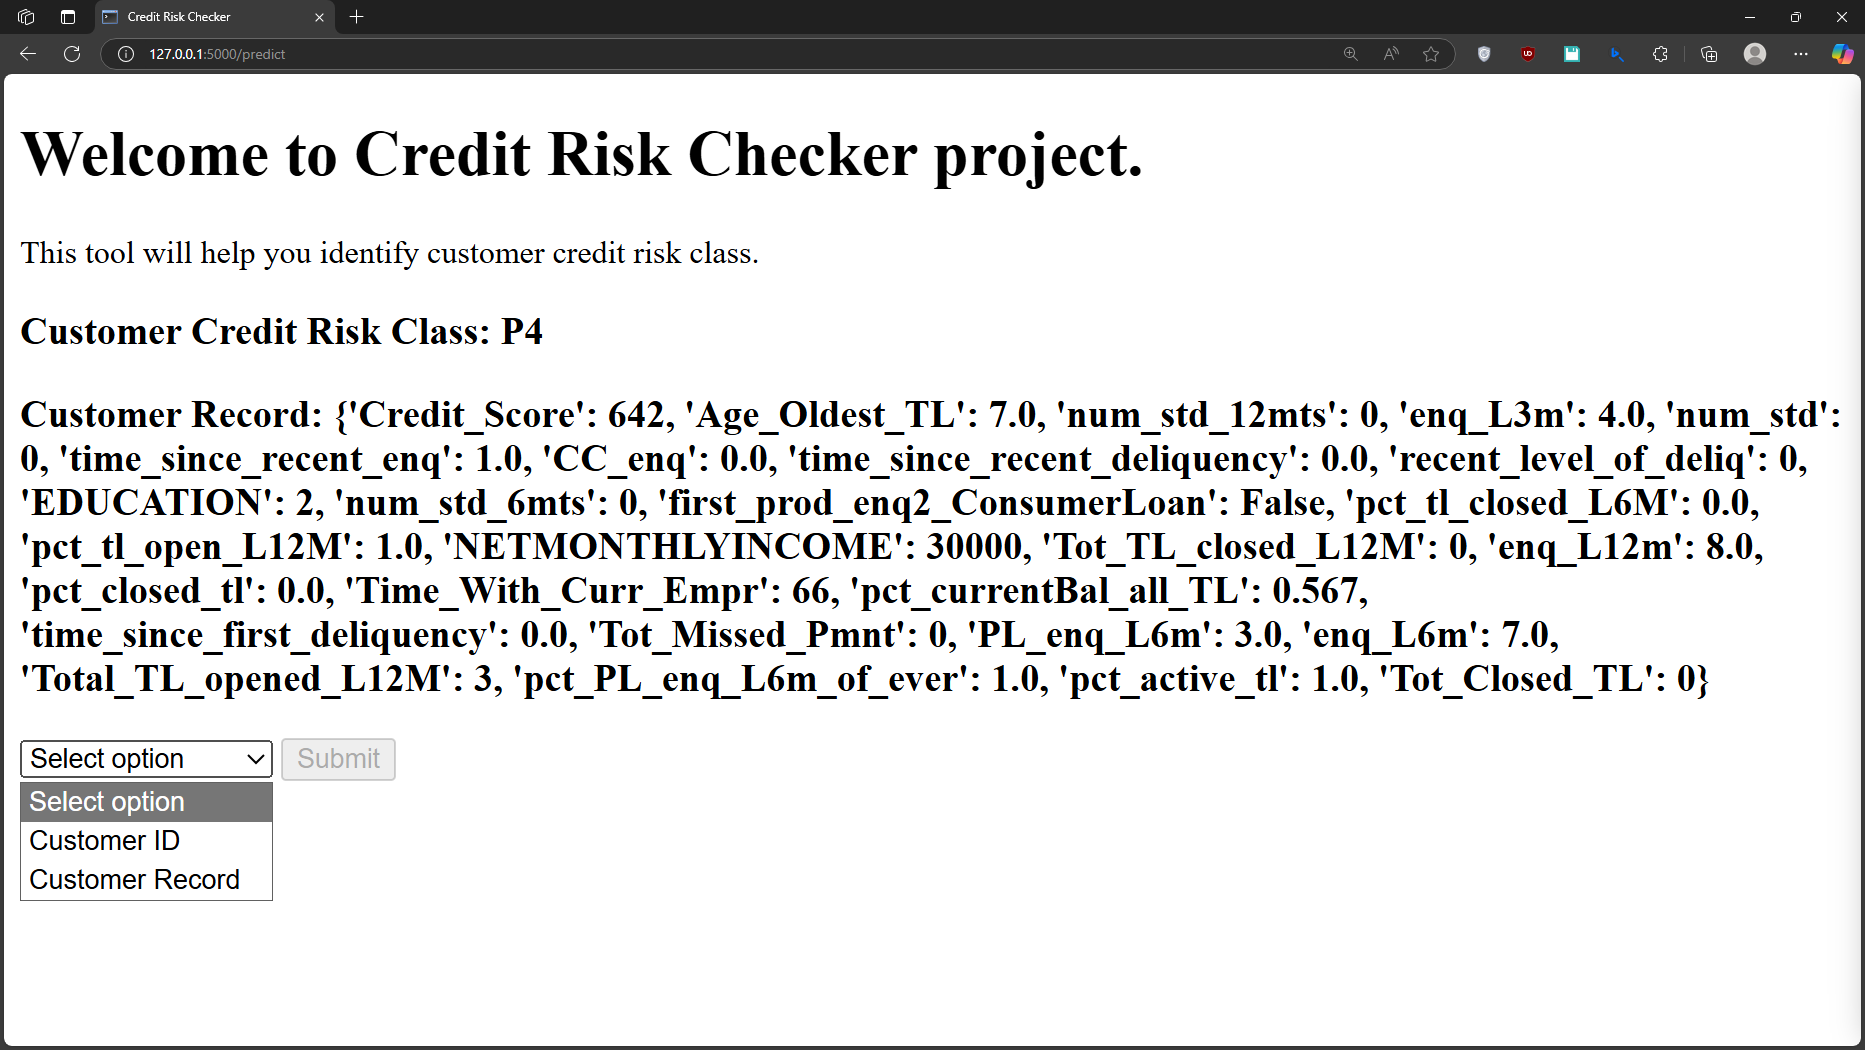 Credit Risk Checker
127.0.0.1:5000/predict
Welcome to Credit Risk Checker project.
This tool will help you identify customer credit risk class.
Customer Credit Risk Class: P4
Customer Record: {'Credit_Score': 642, 'Age_Oldest_TL': 7.0, 'num_std_12mts': 0, 'enq_L3m': 4.0, 'num_std':
0, 'time_since_recent_enq': 1.0, 'CC_enq': 0.0, 'time_since_recent_deliquency': 0.0, 'recent_level_of_deliq': 0,
'EDUCATION': 2, 'num_std_6mts': 0, 'first_prod_enq2_ConsumerLoan': False, 'pct_tl_closed_L6M': 0.0,
'pct_tl_open_L12M': 1.0, 'NETMONTHLYINCOME': 30000, 'Tot_TL_closed_L12M': 0, 'enq_L12m': 8.0,
'pct_closed_tl': 0.0, 'Time_With_Curr_Empr': 66, 'pct_currentBal_all_TL': 0.567,
'time_since_first_deliquency': 0.0, 'Tot_Missed_Pmnt': 0, 'PL_enq_L6m': 3.0, 'enq_L6m': 7.0,
'Total_TL_opened_L12M': 3, 'pct_PL_enq_L6m_of_ever': 1.0, 'pct_active_tl': 1.0, 'Tot_Closed_TL': 0}
Select option Submit
Select option
Customer ID
Customer Record